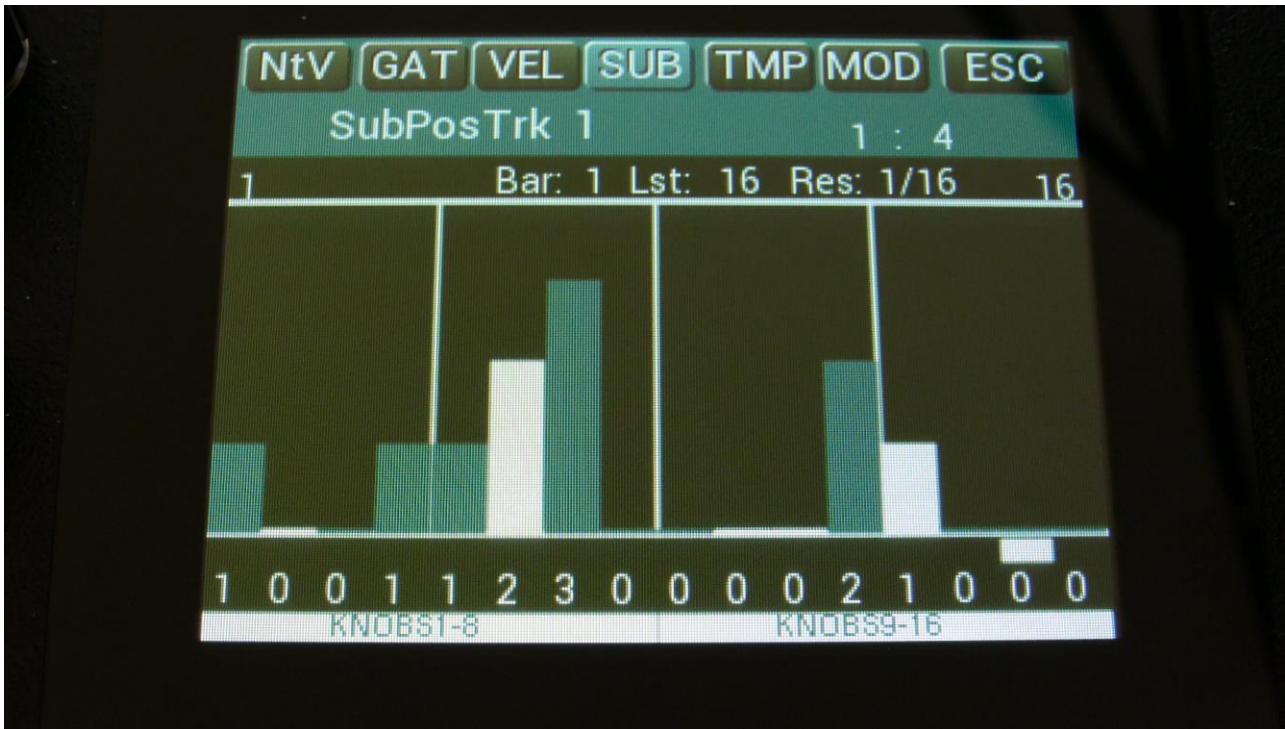 NtV GAT VEL SUB TMP MOD ESC
SubPosTrk 1 1 : 4
1 Bar: 1 Lst: 16 Res: 1/16 16
1 0 0 1 1 2 3 0 0 0 0 2 1 0 0 0
KNOBS1-8 KNOBS9-16